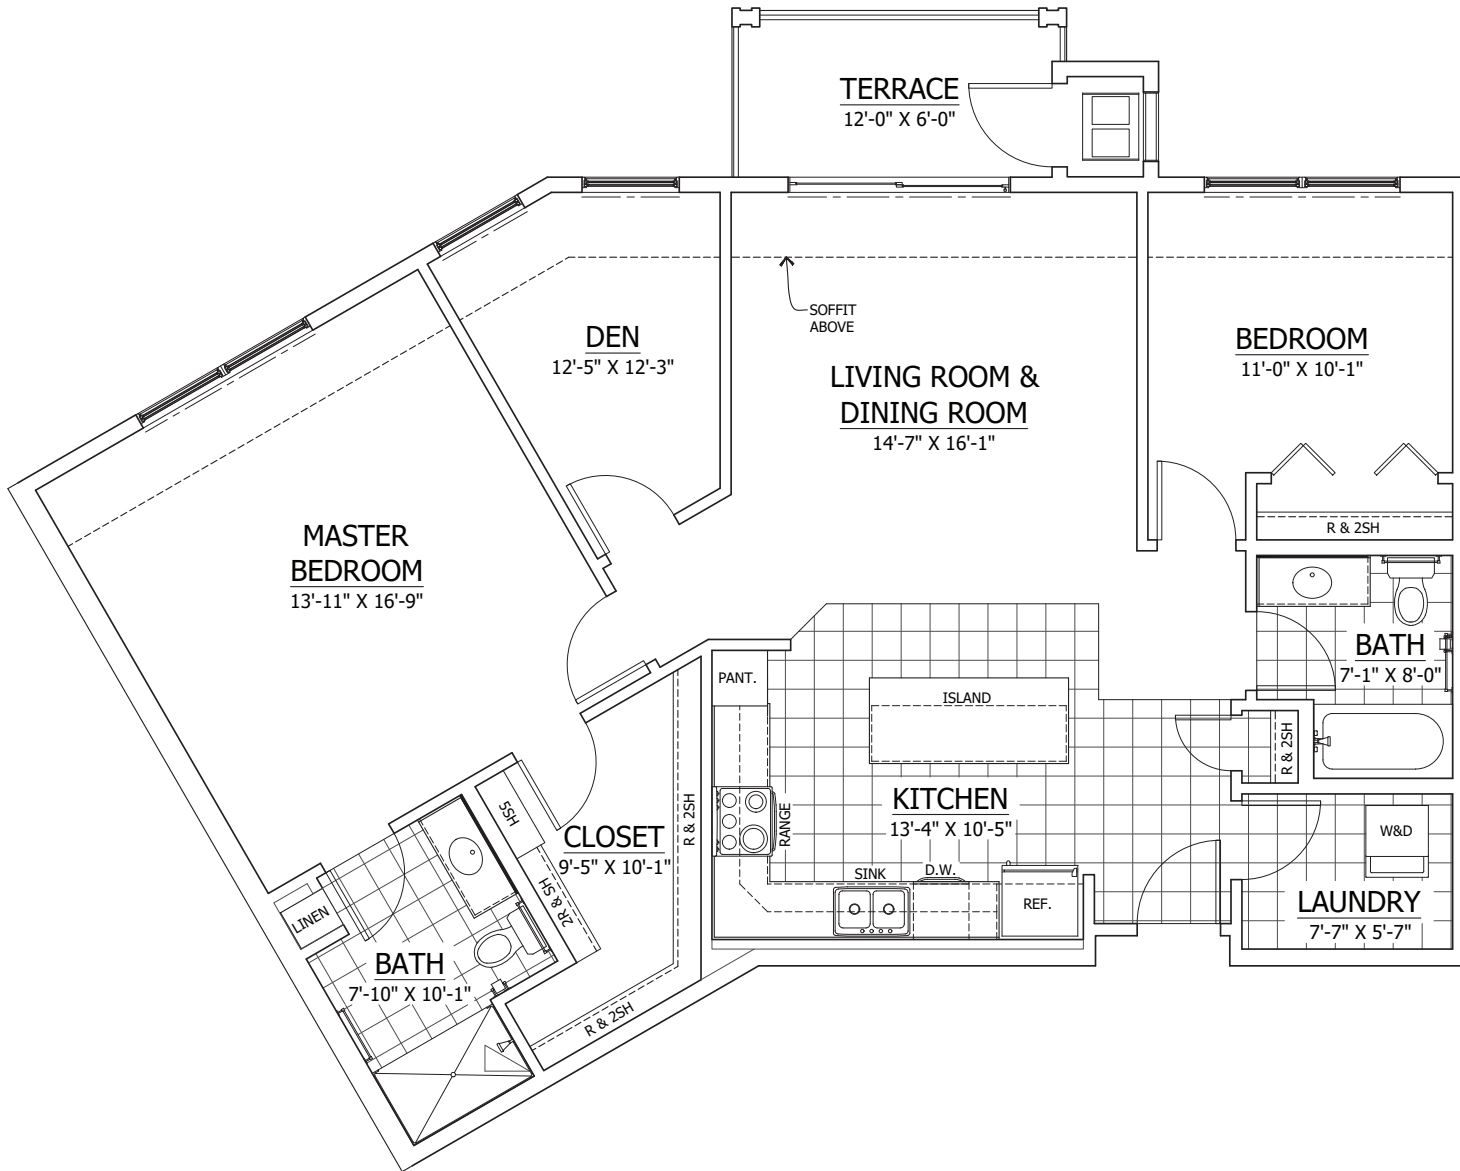 TERRACE
12'-0" X 6'-0"
SOFFIT
ABOVE
DEN
12'-5" X 12'-3"
LIVING ROOM &
DINING ROOM
14'-7" X 16'-1"
BEDROOM
11'-0" X 10'-1"
R & 2SH
MASTER
BEDROOM
13'-11" X 16'-9"
BATH
7'-1" X 8'-0"
PANT.
ISLAND
R & 2SH
KITCHEN
13'-4" X 10'-5"
RANGE
SINK
D.W.
REF.
W&D
LAUNDRY
7'-7" X 5'-7"
5SH
CLOSET
9'-5" X 10'-1"
R & 2SH
2R & SH
LINEN
BATH
7'-10" X 10'-1"
R & 2SH